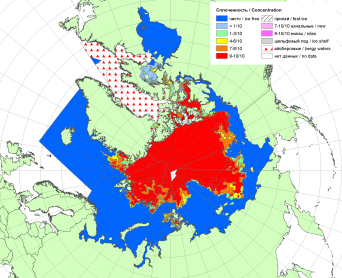 Сплоченность / Concentration
чисто / ice free
< 1/10
1-3/10
4-6/10
7-8/10
9-10/10
припай / fast ice
7-10/10 начальные / new
9-10/10 нилас / nilas
шельфовый лед / ice shelf
айсберговые / bergy waters
нет данных / no data